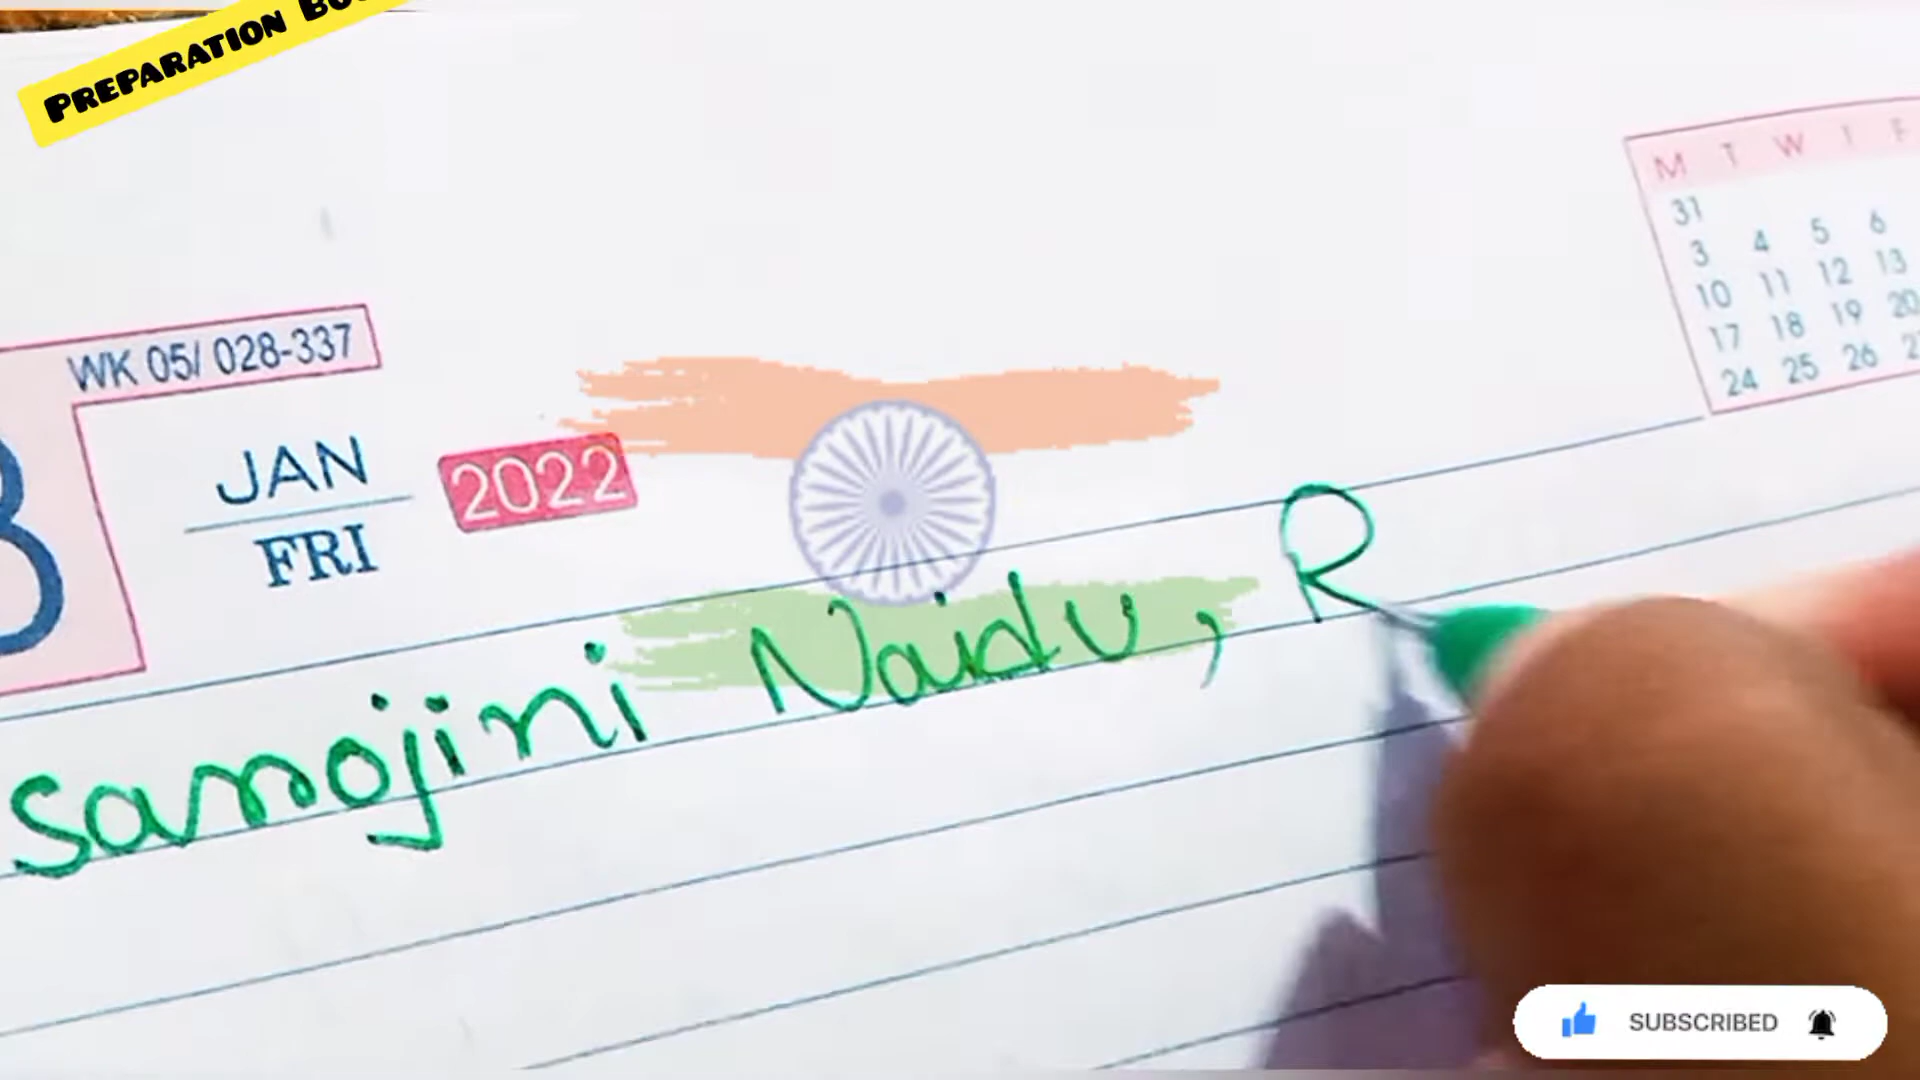 PREPARATION
M T W T F
31
3 4 5 6
10 11 12 13
17 18 19 20
24 25 26
WK 05/ 028-337
JAN
FRI
2022
Sarojini Naidu, R
SUBSCRIBED